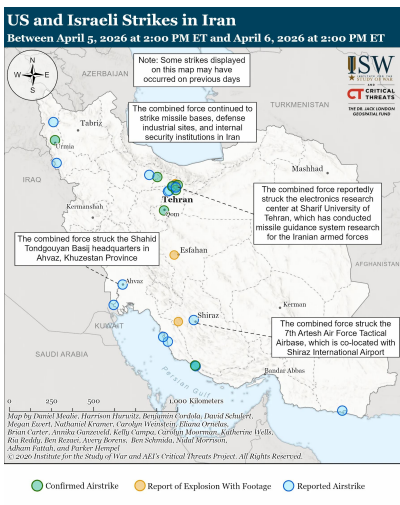 US and Israeli Strikes in Iran
Between April 5, 2026 at 2:00 PM ET and April 6, 2026 at 2:00 PM ET
N
W
E
S
AZERBAIJAN
Note: Some strikes displayed
on this map may have
occurred on previous days
ISW
INSTITUTE FOR THE
STUDY OF WAR
AND
CT CRITICAL
THREATS
THE DR. JACK LONDON
GEOSPATIAL FUND
The combined force continued to
strike missile bases, defense
industrial sites, and internal
security institutions in Iran
TURKMENISTAN
Tabriz
Urmia
Mashhad
IRAQ
Tehran
Kermanshah
Qom
The combined force reportedly
struck the electronics research
center at Sharif University of
Tehran, which has conducted
missile guidance system research
for the Iranian armed forces
The combined force struck the Shahid
Tondgouyan Basij headquarters in
Ahvaz, Khuzestan Province
Esfahan
AFGHANISTAN
Ahvaz
Kerman
Shiraz
KUWAIT
The combined force struck the
7th Artesh Air Force Tactical
Airbase, which is co-located with
Shiraz International Airport
SAUDI ARABIA
Bandar Abbas
Persian Gulf
0 250 500 1,000 Kilometers
Map by Daniel Mealie, Harrison Hurwitz, Benjamin Cordola, David Schulert,
Megan Ewert, Nathaniel Kramer, Carolyn Weinstein, Eliana Ornelas,
Brian Carter, Annika Ganzeveld, Kelly Campa, Carolyn Moorman, Katherine Wells,
Ria Reddy, Ben Rezaei, Avery Borens, Ben Schmida, Nidal Morrison,
Adham Fattah, and Parker Hempel
© 2026 Institute for the Study of War and AEI's Critical Threats Project. All Rights Reserved.
Confirmed Airstrike
Report of Explosion With Footage
Reported Airstrike